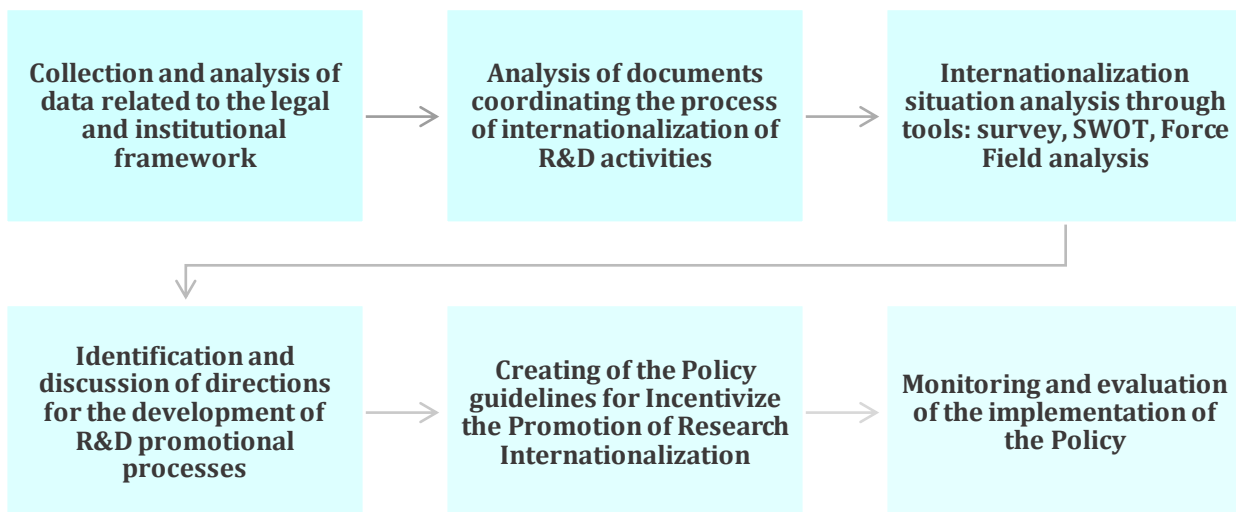 Collection and analysis of
data related to the legal
and institutional
framework
Analysis of documents
coordinating the process
of internationalization of
R&D activities
Internationalization
situation analysis through
tools: survey, SWOT, Force
Field analysis
Identification and
discussion of directions
for the development of
R&D promotional
processes
Creating of the Policy
guidelines for Incentivize
the Promotion of Research
Internationalization
Monitoring and evaluation
of the implementation of
the Policy